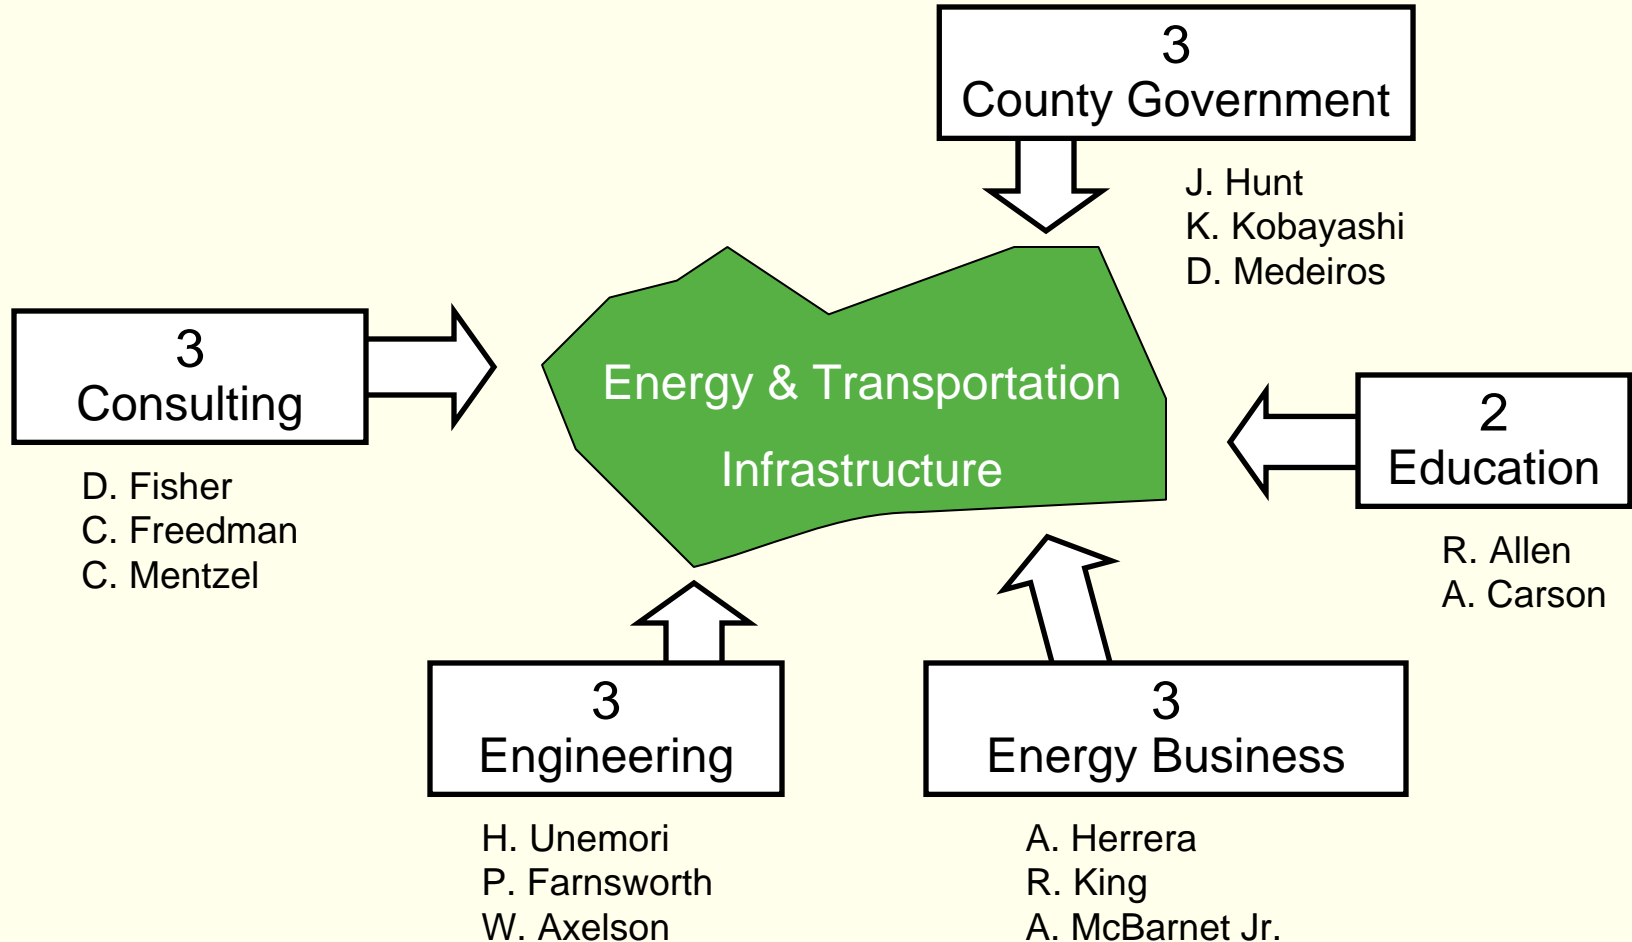 3
County Government
J. Hunt
K. Kobayashi
D. Medeiros
3
Consulting
D. Fisher
C. Freedman
C. Mentzel
Energy & Transportation
Infrastructure
2
Education
R. Allen
A. Carson
3
Engineering
H. Unemori
P. Farnsworth
W. Axelson
3
Energy Business
A. Herrera
R. King
A. McBarnet Jr.